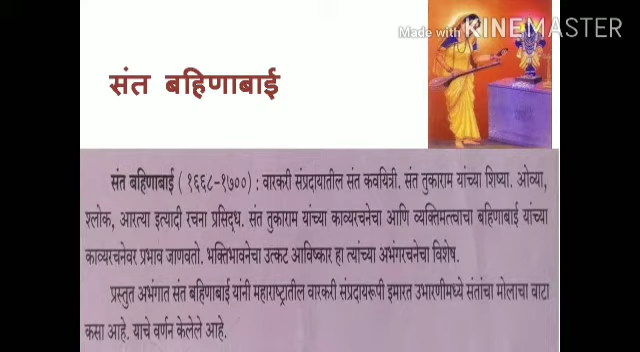 Made with KINEMASTER
संत बहिणाबाई
संत बहिणाबाई (१६६८-१७००) : वारकरी संप्रदायातील संत कवयित्री. संत तुकाराम यांच्या शिष्या. ओव्या,
श्लोक, आरत्या इत्यादी रचना प्रसिद्ध. संत तुकाराम यांच्या काव्यरचनेचा आणि व्यक्तिमत्त्वाचा बहिणाबाई यांच्या
काव्यरचनेवर प्रभाव जाणवतो. भक्तिभावनेचा उत्कट आविष्कार हा त्यांच्या अभंगरचनेचा विशेष.
प्रस्तुत अभंगात संत बहिणाबाई यांनी महाराष्ट्रातील वारकरी संप्रदायरूपी इमारत उभारणीमध्ये संतांचा मोलाचा वाटा
कसा आहे. याचे वर्णन केलेले आहे.